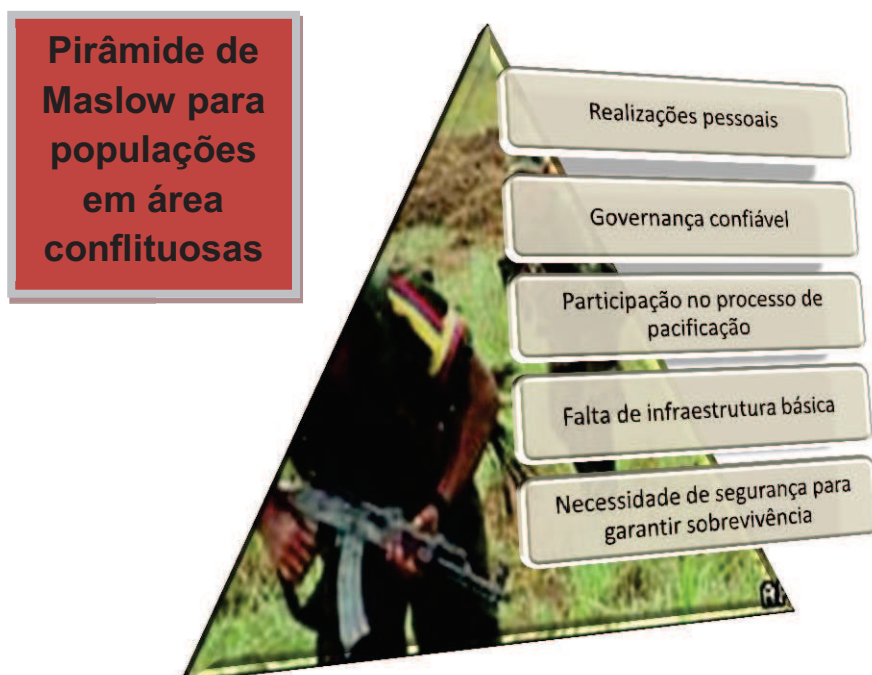 Pirâmide de
Maslow para
populações
em área
conflituosas
Realizações pessoais
Governança confiável
Participação no processo de
pacificação
Falta de infraestrutura básica
Necessidade de segurança para
garantir sobrevivência